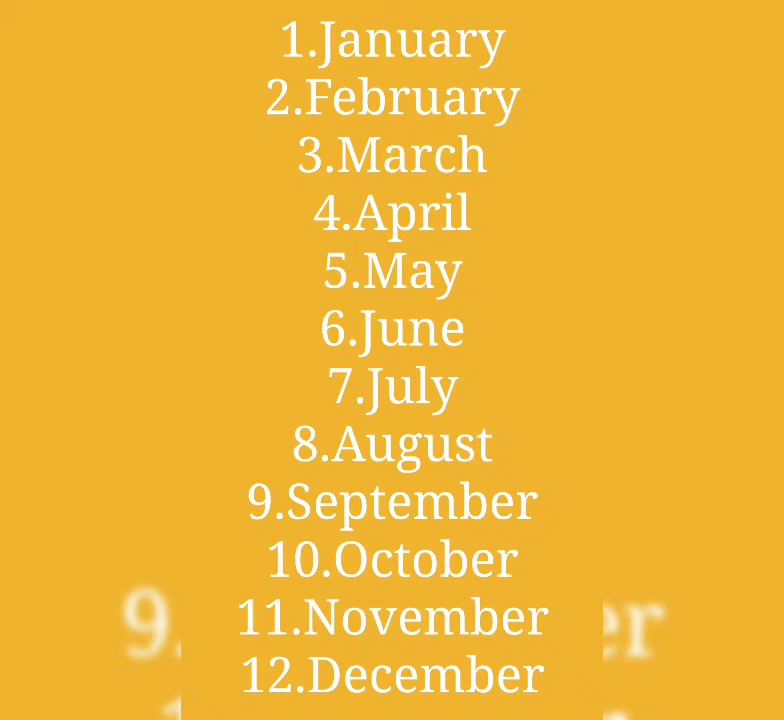 1.January
2.February
3.March
4.April
5.May
6.June
7.July
8.August
9.September
10.October
11.November
12.December